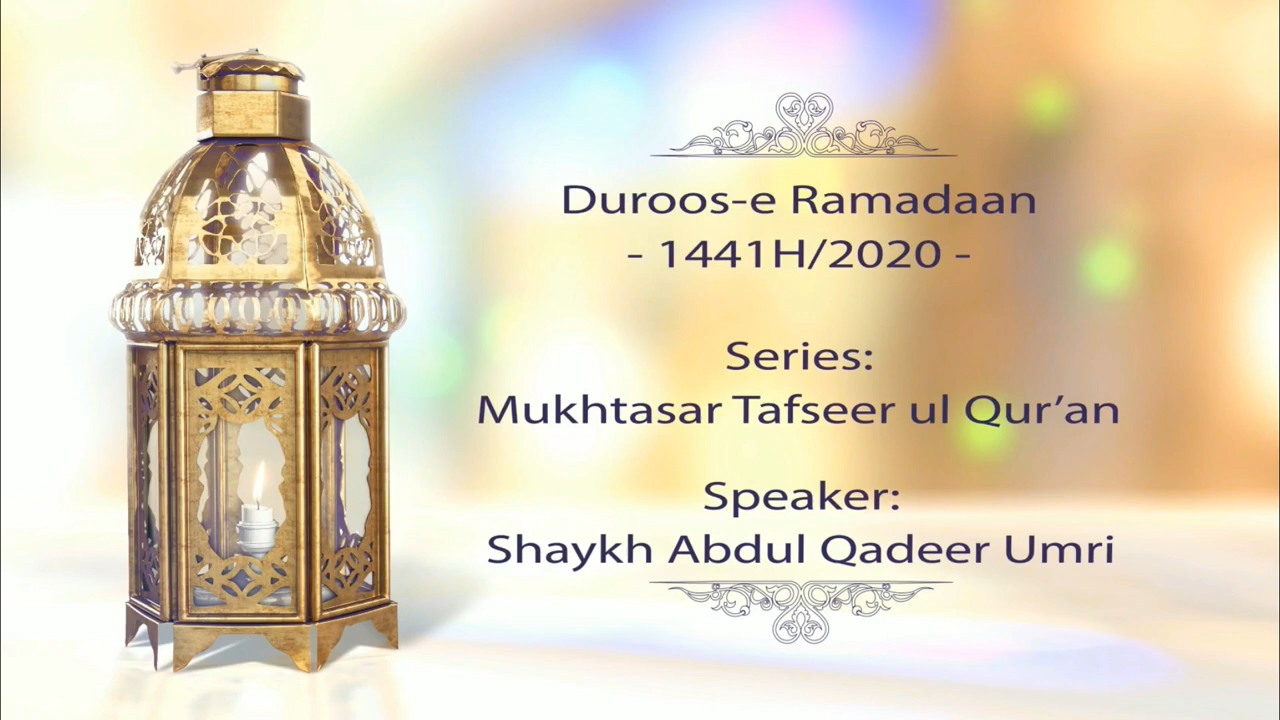 Duroos-e Ramadaan
- 1441H/2020 -
Series:
Mukhtasar Tafseer ul Qur’an
Speaker:
Shaykh Abdul Qadeer Umri